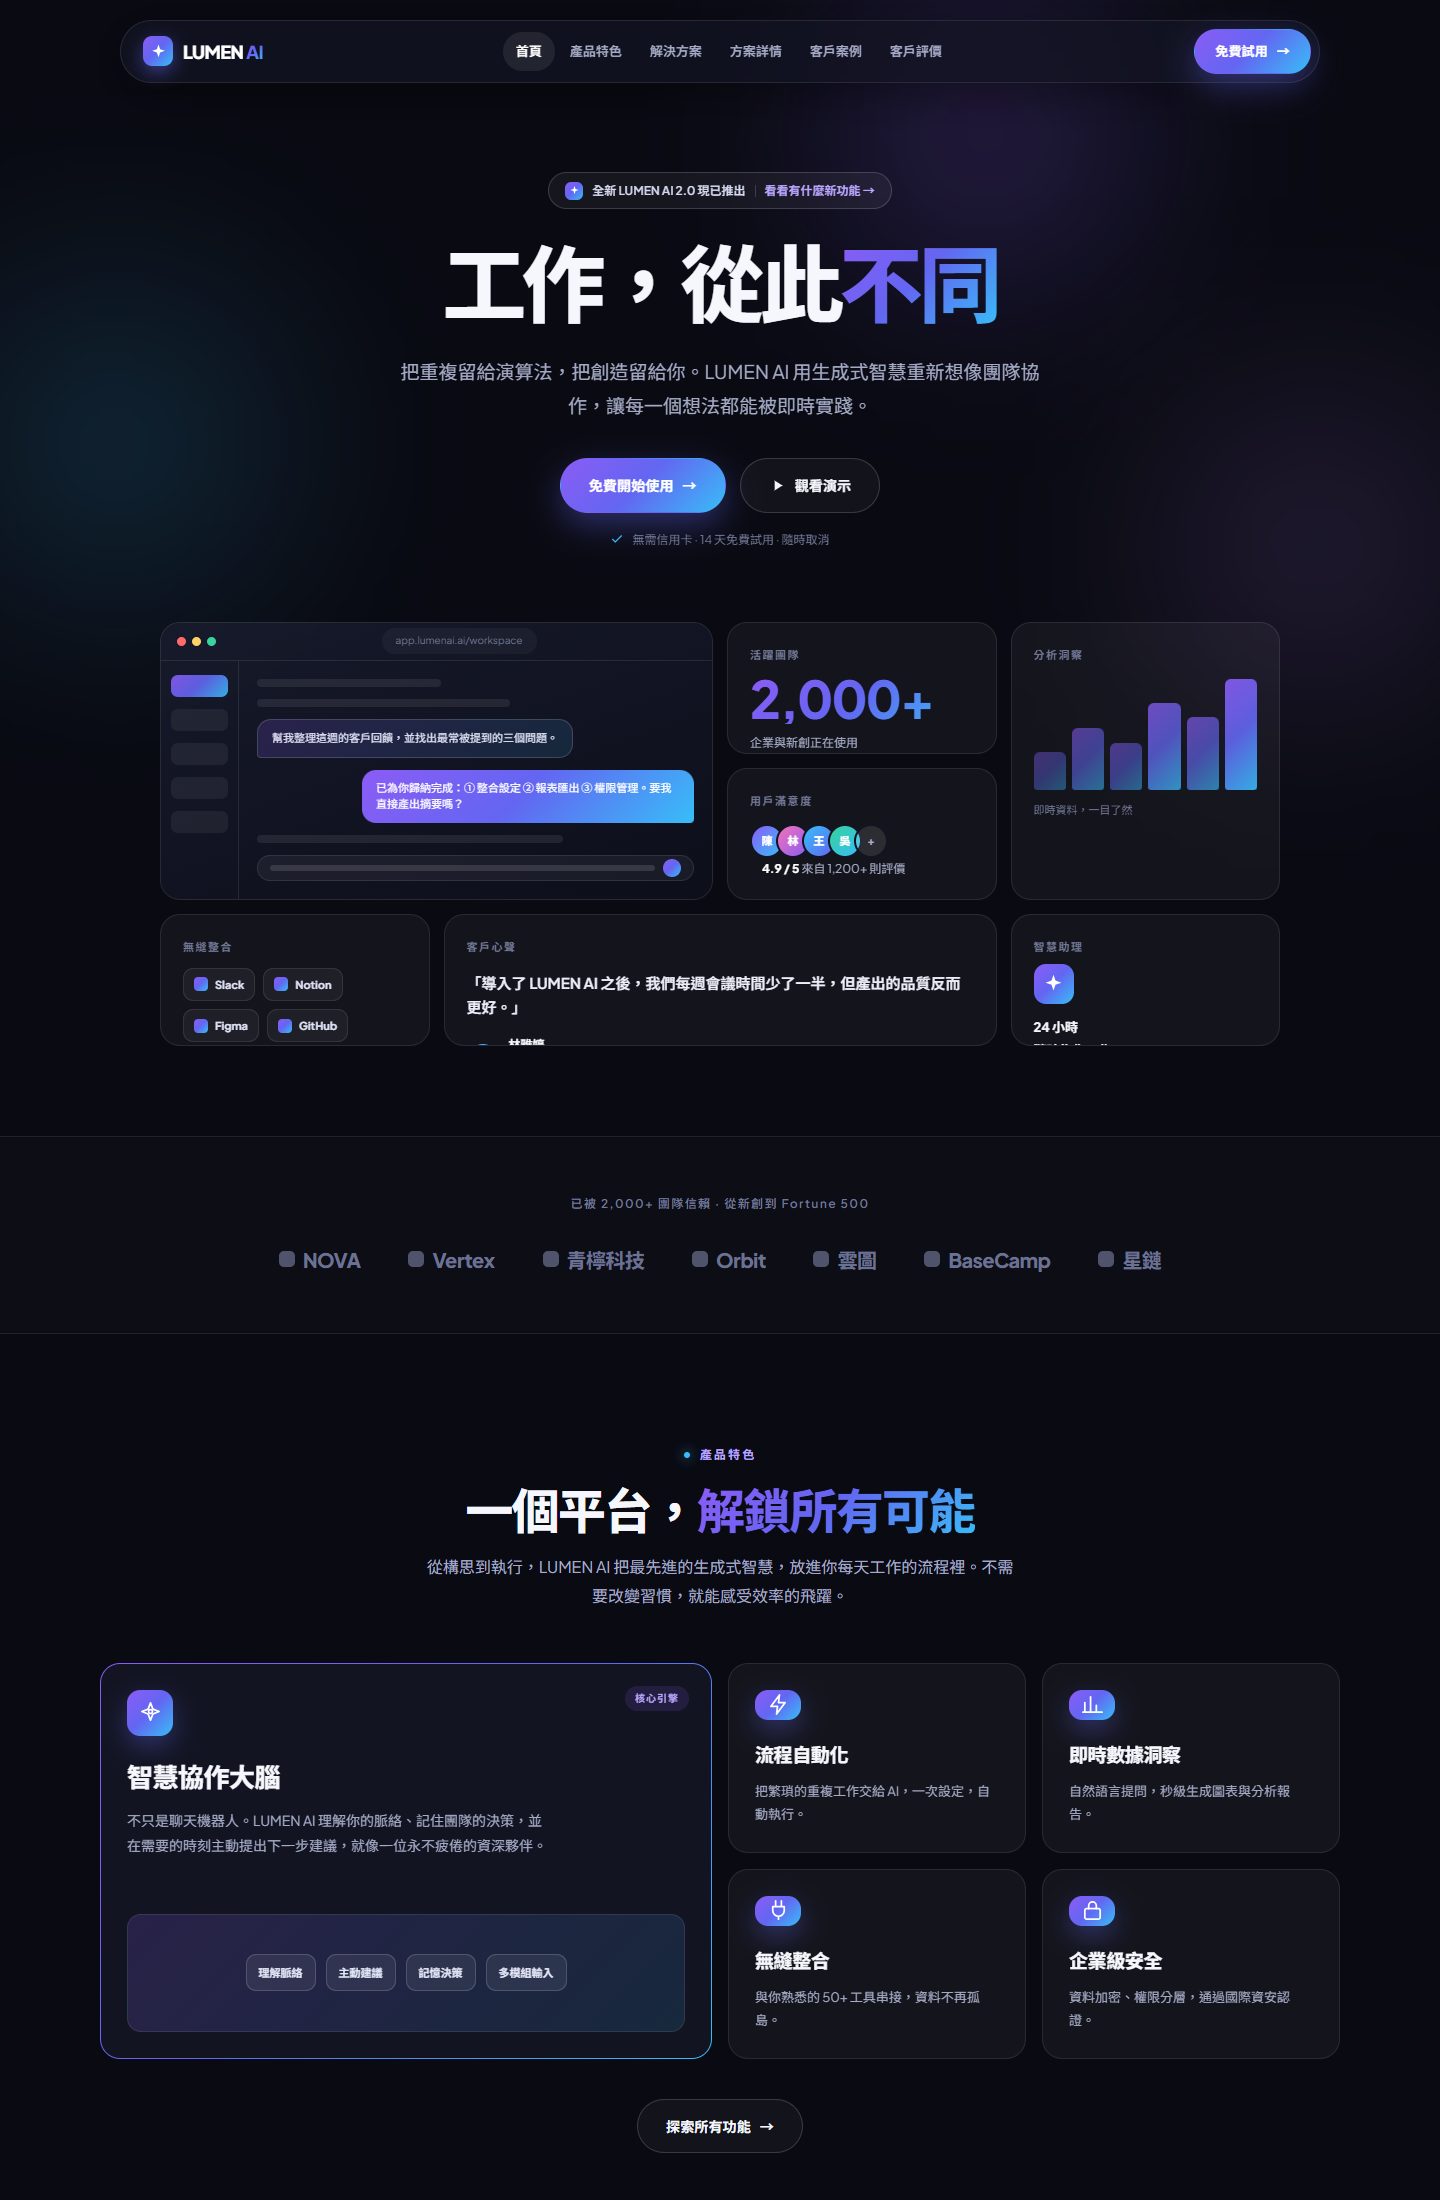 LUMEN AI
首頁
產品特色
解決方案
方案詳情
客戶案例
客戶評價
免費試用 →
全新 LUMEN AI 2.0 現已推出
看看有什麼新功能 →
工作，從此不同
把重複留給演算法，把創造留給你。LUMEN AI 用生成式智慧重新想像團隊協
作，讓每一個想法都能被即時實踐。
免費開始使用 →
觀看演示
無需信用卡 · 14 天免費試用 · 隨時取消
app.lumenai.ai/workspace
幫我整理這週的客戶回饋，並找出最常被提到的三個問題。
已為你歸納完成：① 整合設定 ② 報表匯出 ③ 權限管理。要我
直接產出摘要嗎？
活躍團隊
2,000+
企業與新創正在使用
用戶滿意度
陳
林
王
吳
+
4.9 / 5 來自 1,200+ 則評價
分析洞察
即時資料，一目了然
無縫整合
Slack
Notion
Figma
GitHub
客戶心聲
「導入了 LUMEN AI 之後，我們每週會議時間少了一半，但產出的品質反而
更好。」
智慧助理
24 小時
已被 2,000+ 團隊信賴 · 從新創到 Fortune 500
NOVA
Vertex
青檸科技
Orbit
雲圖
BaseCamp
星鏈
產品特色
一個平台，解鎖所有可能
從構思到執行，LUMEN AI 把最先進的生成式智慧，放進你每天工作的流程裡。不需
要改變習慣，就能感受效率的飛躍。
核心引擎
智慧協作大腦
不只是聊天機器人。LUMEN AI 理解你的脈絡、記住團隊的決策，並
在需要的時刻主動提出下一步建議，就像一位永不疲倦的資深夥伴。
理解脈絡
主動建議
記憶決策
多模組輸入
流程自動化
把繁瑣的重複工作交給 AI，一次設定，自
動執行。
即時數據洞察
自然語言提問，秒級生成圖表與分析報
告。
無縫整合
與你熟悉的 50+ 工具串接，資料不再孤
島。
企業級安全
資料加密、權限分層，通過國際資安認
證。
探索所有功能 →